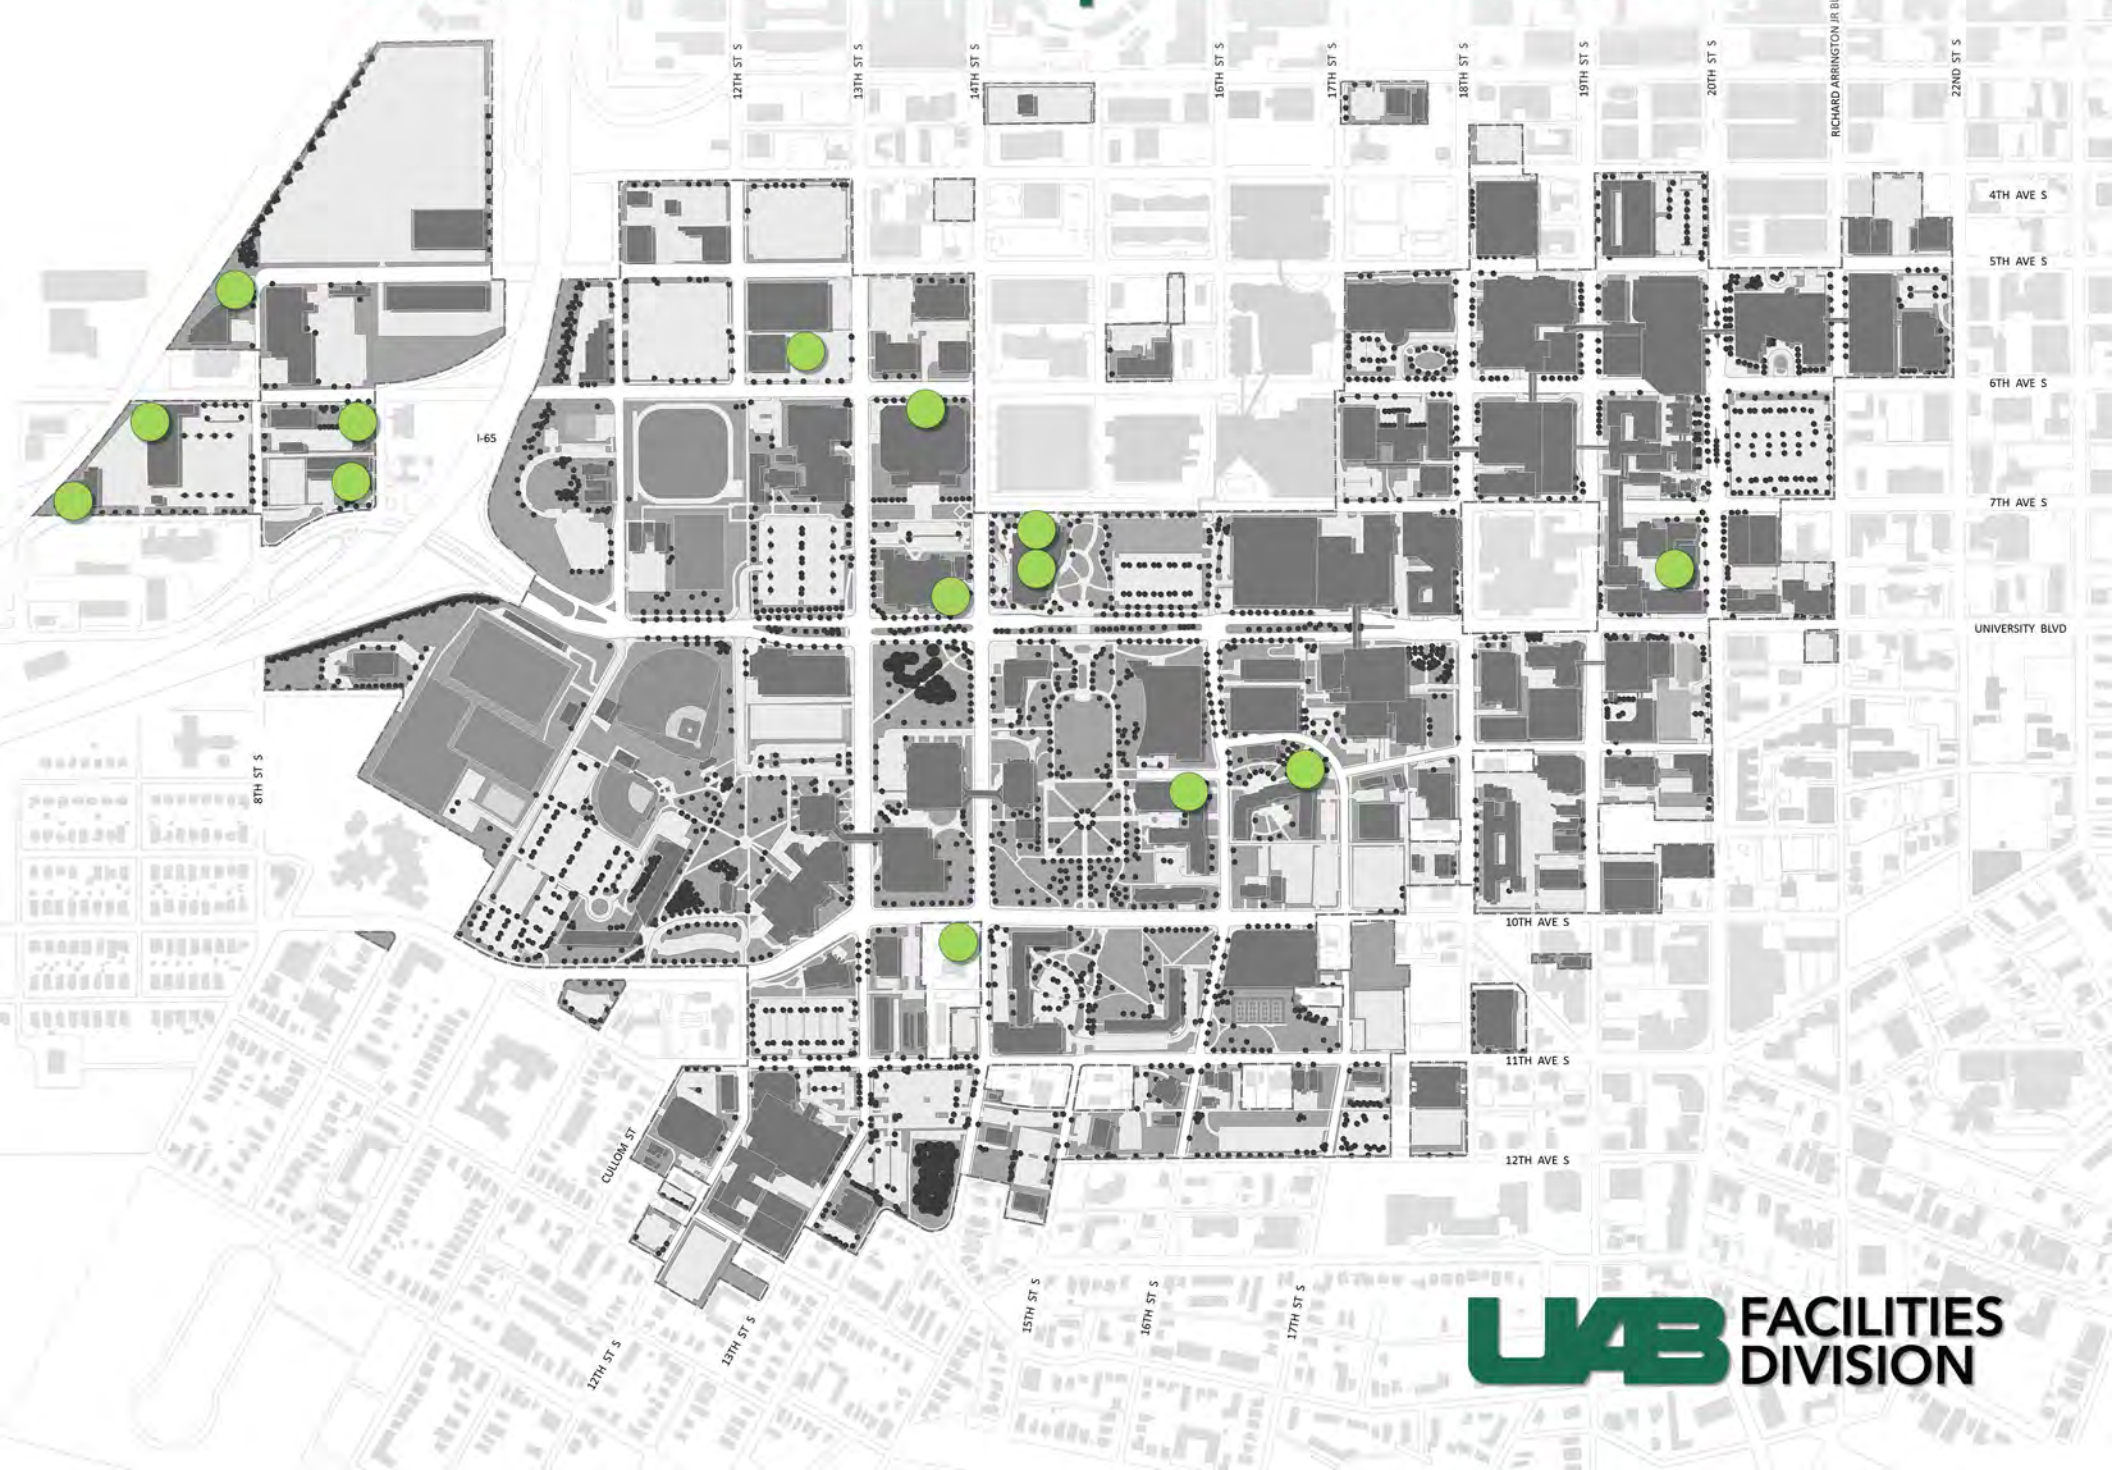 12TH ST S
13TH ST S
14TH ST S
16TH ST S
17TH ST S
18TH ST S
19TH ST S
20TH ST S
RICHARD ARRINGTON JR
22ND ST S
4TH AVE S
5TH AVE S
6TH AVE S
I-65
7TH AVE S
UNIVERSITY BLVD
8TH ST S
10TH AVE S
11TH AVE S
CULLOM ST
12TH AVE S
12TH ST S
13TH ST S
15TH ST S
16TH ST S
17TH ST S
UAB FACILITIES
DIVISION